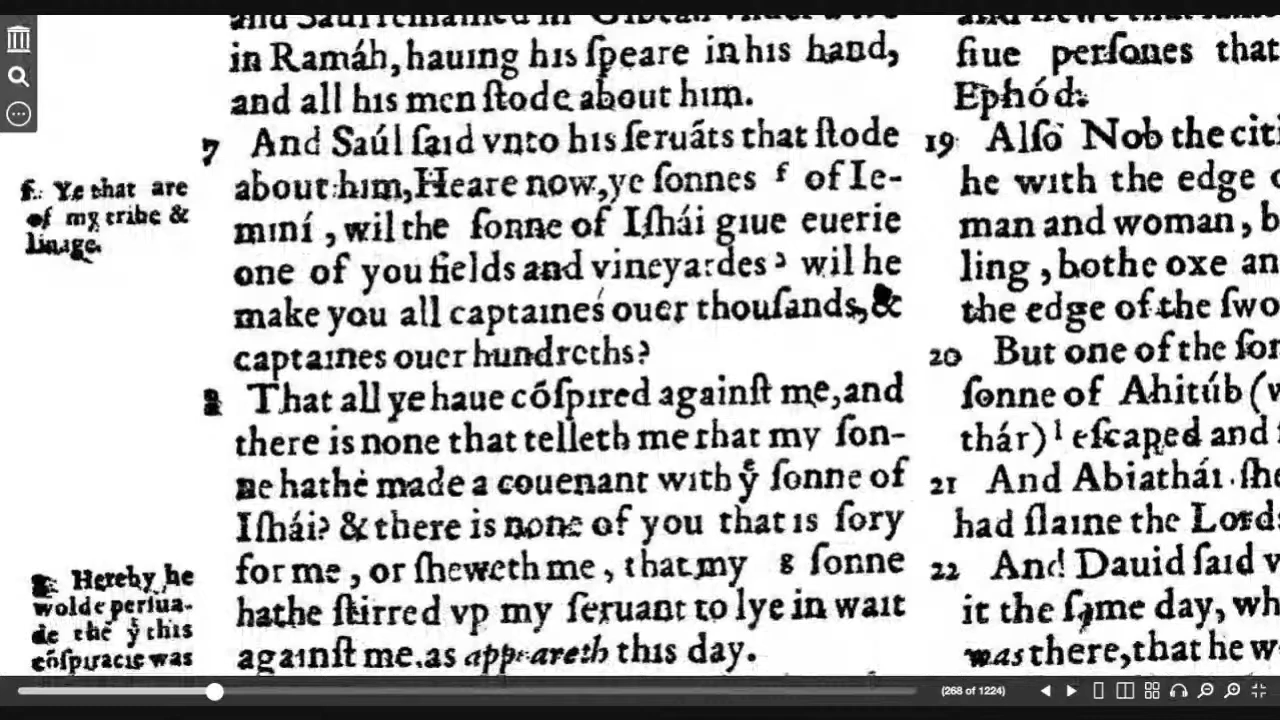 in Ramáh, hauing his ſpeare in his hand,
and all his men ſtode about him.
7 And Saúl ſaid vnto his ſeruāts that ſtode
about him, Heare now, ye ſonnes f of Ie-
miní, wil the ſonne of Iſhái giue euerie
one of you fields and vineyardes? wil he
make you all captaines ouer thouſands, &
captaines ouer hundreths?
8 That all ye haue cōſpired againſt me, and
there is none that telleth me that my ſon-
ne hathe made a couenant with yͤ ſonne of
Iſhái? & there is none of you that is ſory
for me, or ſheweth me, that my g ſonne
hathe ſtirred vp my ſeruant to lye in wait
againſt me, as appeareth this day.
f. Ye that are
of my tribe &
linage.
g. Hereby he
wolde perſua-
de thē yͭ this
cōſpiracie was
fiue perſones that
Ephód.
19 Alſo Nob the citi
he with the edge
man and woman, b
ling, bothe oxe an
the edge of the ſwo
20 But one of the ſon
ſonne of Ahitúb (w
thár) l eſcaped and
21 And Abiathár ſhe
had ſlaine the Lords
22 And Dauid ſaid v
it the ſame day, wh
was there, that he w
(268 of 1224)